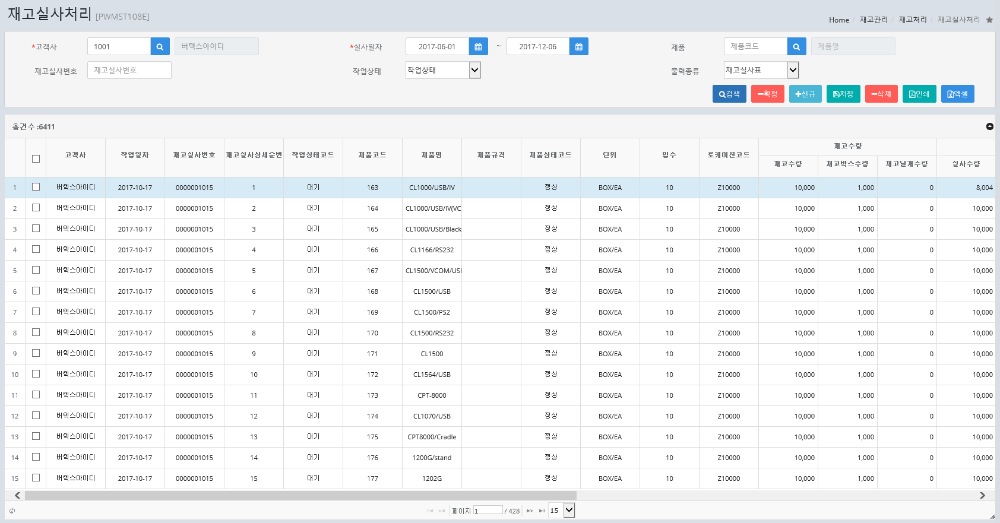 재고실사처리 [PWMST108E]
Home / 재고관리 / 재고처리 / 재고실사처리
*고객사 1001 버텍스아이디 *실사일자 2017-06-01 ~ 2017-12-06 제품 제품코드 제품명
재고실사번호 재고실사번호 작업상태 작업상태 출력종류 재고실사표
검색 확정 신규 저장 삭제 인쇄 엑셀
총건수 :6411
재고수량
고객사 작업일자 재고실사번호 재고실사상세순번 작업상태코드 제품코드 제품명 제품규격 제품상태코드 단위 입수 로케이션코드 재고수량 재고박스수량 재고낱개수량 실사수량
1 버텍스아이디 2017-10-17 0000001015 1 대기 163 CL1000/USB/IV 정상 BOX/EA 10 Z10000 10,000 1,000 0 8,004
2 버텍스아이디 2017-10-17 0000001015 2 대기 164 CL1000/USB/IV(VC 정상 BOX/EA 10 Z10000 10,000 1,000 0 10,000
3 버텍스아이디 2017-10-17 0000001015 3 대기 165 CL1000/USB/Black 정상 BOX/EA 10 Z10000 10,000 1,000 0 10,000
4 버텍스아이디 2017-10-17 0000001015 4 대기 166 CL1166/RS232 정상 BOX/EA 10 Z10000 10,000 1,000 0 10,000
5 버텍스아이디 2017-10-17 0000001015 5 대기 167 CL1500/VCOM/USI 정상 BOX/EA 10 Z10000 10,000 1,000 0 10,000
6 버텍스아이디 2017-10-17 0000001015 6 대기 168 CL1500/USB 정상 BOX/EA 10 Z10000 10,000 1,000 0 10,000
7 버텍스아이디 2017-10-17 0000001015 7 대기 169 CL1500/PS2 정상 BOX/EA 10 Z10000 10,000 1,000 0 10,000
8 버텍스아이디 2017-10-17 0000001015 8 대기 170 CL1500/RS232 정상 BOX/EA 10 Z10000 10,000 1,000 0 10,000
9 버텍스아이디 2017-10-17 0000001015 9 대기 171 CL1500 정상 BOX/EA 10 Z10000 10,000 1,000 0 10,000
10 버텍스아이디 2017-10-17 0000001015 10 대기 172 CL1564/USB 정상 BOX/EA 10 Z10000 10,000 1,000 0 10,000
11 버텍스아이디 2017-10-17 0000001015 11 대기 173 CPT-8000 정상 BOX/EA 10 Z10000 10,000 1,000 0 10,000
12 버텍스아이디 2017-10-17 0000001015 12 대기 174 CL1070/USB 정상 BOX/EA 10 Z10000 10,000 1,000 0 10,000
13 버텍스아이디 2017-10-17 0000001015 13 대기 175 CPT8000/Cradle 정상 BOX/EA 10 Z10000 10,000 1,000 0 10,000
14 버텍스아이디 2017-10-17 0000001015 14 대기 176 1200G/stand 정상 BOX/EA 10 Z10000 10,000 1,000 0 10,000
15 버텍스아이디 2017-10-17 0000001015 15 대기 177 1202G 정상 BOX/EA 10 Z10000 10,000 1,000 0 10,000
페이지 1 / 428 15